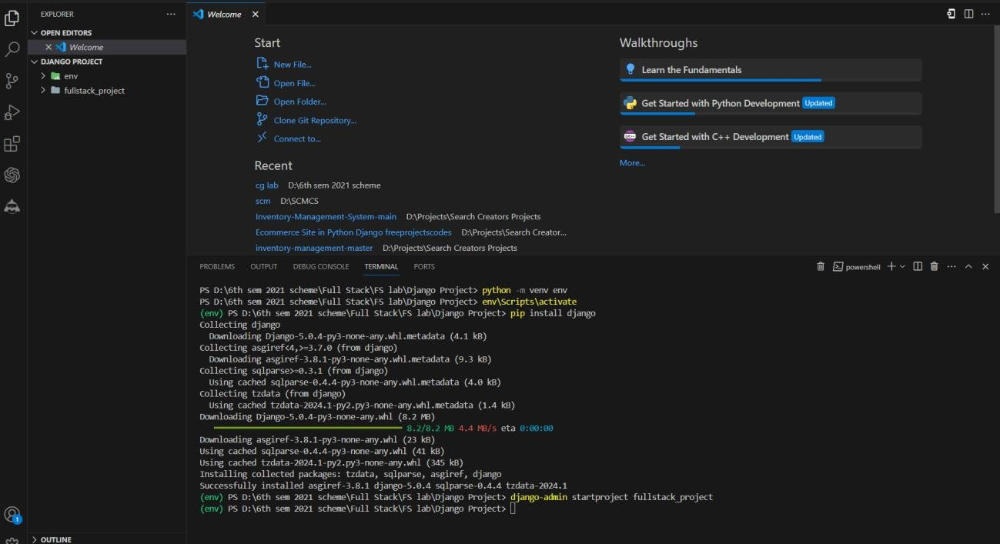 EXPLORER
OPEN EDITORS
Welcome
DJANGO PROJECT
env
fullstack_project
OUTLINE
1
Welcome
Start
New File...
Open File...
Open Folder...
Clone Git Repository...
Connect to...
Recent
cg lab D:\6th sem 2021 scheme
scm D:\SCMCS
Inventory-Management-System-main D:\Projects\Search Creators Projects
Ecommerce Site in Python Django freeprojectscodes D:\Projects\Search Creator...
inventory-management-master D:\Projects\Search Creators Projects
Walkthroughs
Learn the Fundamentals
Get Started with Python Development Updated
Get Started with C++ Development Updated
More...
PROBLEMS OUTPUT DEBUG CONSOLE TERMINAL PORTS powershell
PS D:\6th sem 2021 scheme\Full Stack\FS lab\Django Project> python -m venv env
PS D:\6th sem 2021 scheme\Full Stack\FS lab\Django Project> env\Scripts\activate
(env) PS D:\6th sem 2021 scheme\Full Stack\FS lab\Django Project> pip install django
Collecting django
Downloading Django-5.0.4-py3-none-any.whl.metadata (4.1 kB)
Collecting asgiref<4,>=3.7.0 (from django)
Downloading asgiref-3.8.1-py3-none-any.whl.metadata (9.3 kB)
Collecting sqlparse>=0.3.1 (from django)
Using cached sqlparse-0.4.4-py3-none-any.whl.metadata (4.0 kB)
Collecting tzdata (from django)
Using cached tzdata-2024.1-py2.py3-none-any.whl.metadata (1.4 kB)
Downloading Django-5.0.4-py3-none-any.whl (8.2 MB)
8.2/8.2 MB 4.4 MB/s eta 0:00:00
Downloading asgiref-3.8.1-py3-none-any.whl (23 kB)
Using cached sqlparse-0.4.4-py3-none-any.whl (41 kB)
Using cached tzdata-2024.1-py2.py3-none-any.whl (345 kB)
Installing collected packages: tzdata, sqlparse, asgiref, django
Successfully installed asgiref-3.8.1 django-5.0.4 sqlparse-0.4.4 tzdata-2024.1
(env) PS D:\6th sem 2021 scheme\Full Stack\FS lab\Django Project> django-admin startproject fullstack_project
(env) PS D:\6th sem 2021 scheme\Full Stack\FS lab\Django Project>